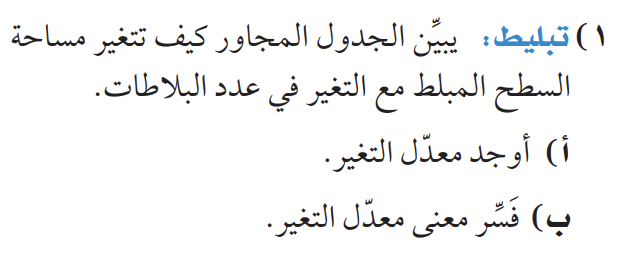 ١) تبليط: يبيِّن الجدول المجاور كيف تتغير مساحة
السطح المبلط مع التغير في عدد البلاطات.
أ) أوجد معدّل التغير.
ب) فَسِّر معنى معدّل التغير.